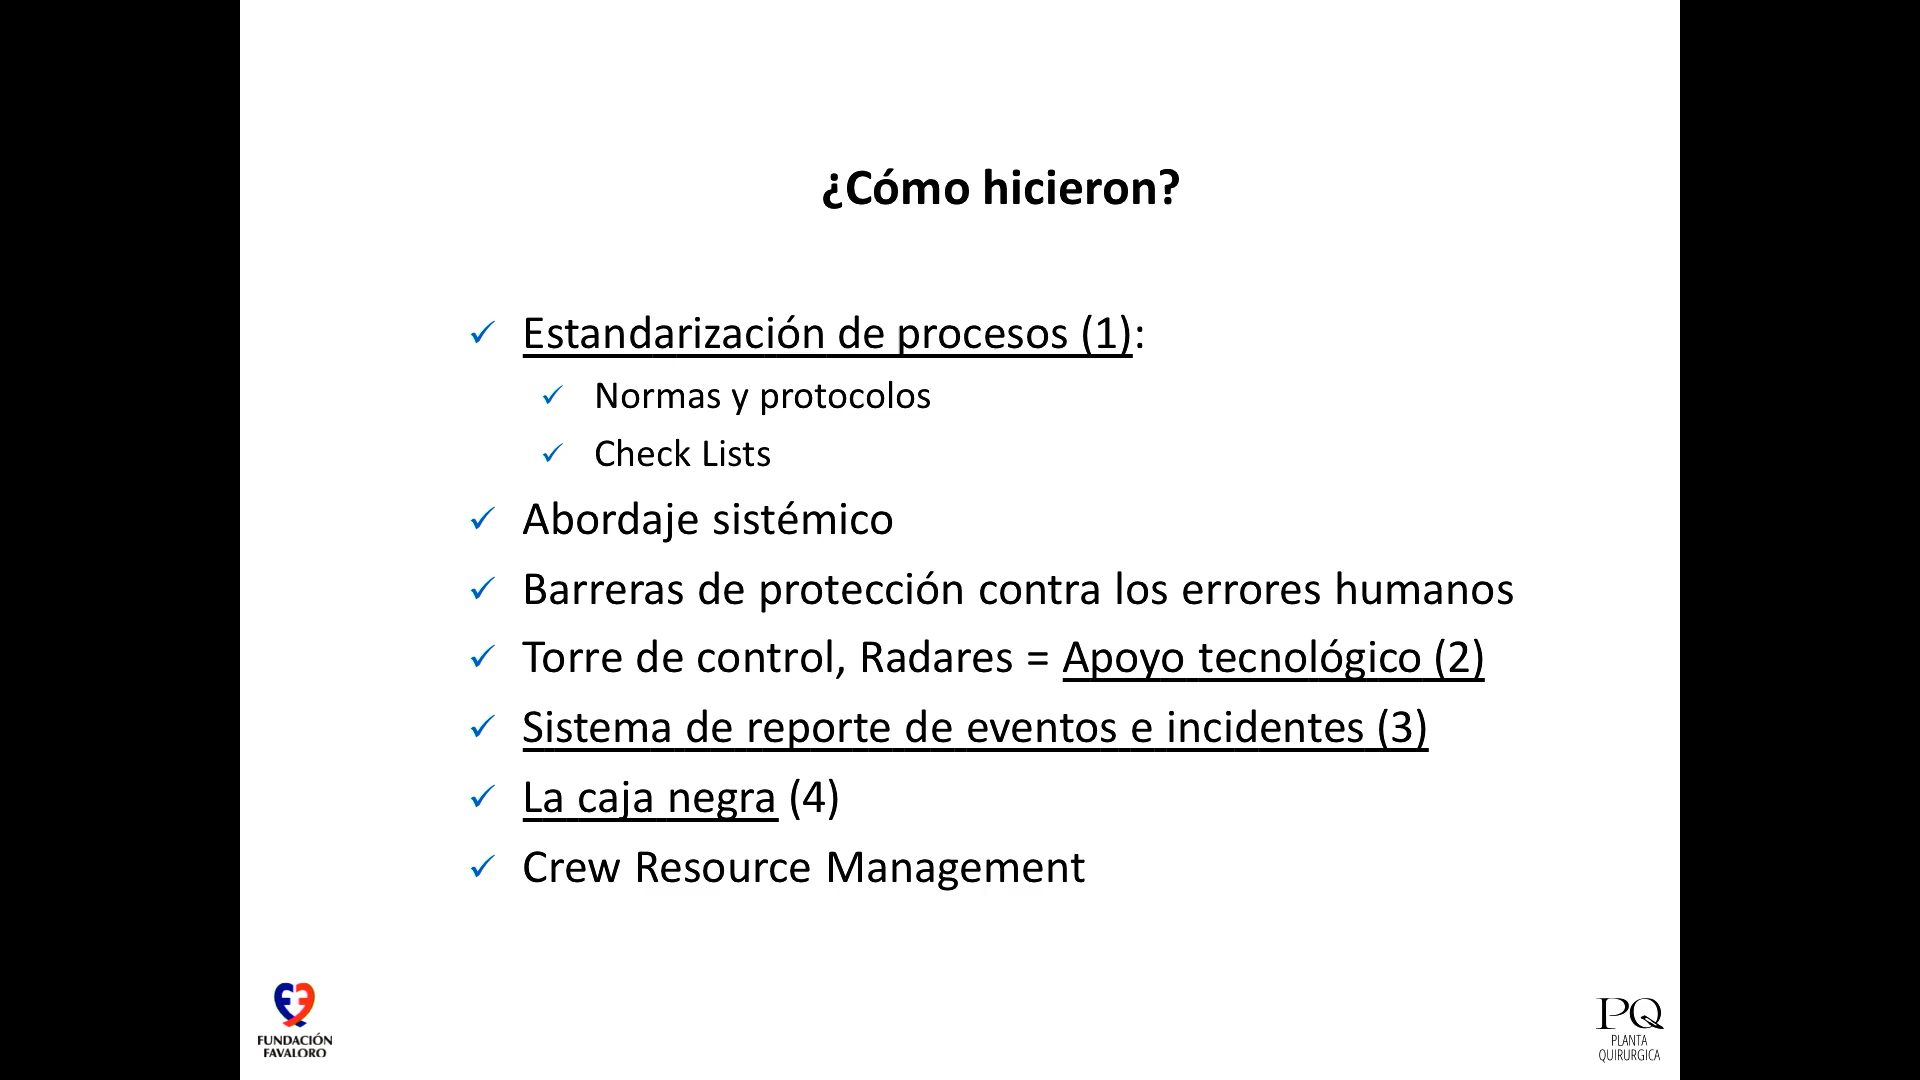 ¿Cómo hicieron?
Estandarización de procesos (1):
Normas y protocolos
Check Lists
Abordaje sistémico
Barreras de protección contra los errores humanos
Torre de control, Radares = Apoyo tecnológico (2)
Sistema de reporte de eventos e incidentes (3)
La caja negra (4)
Crew Resource Management
FUNDACIÓN
FAVALORO
PQ
PLANTA
QUIRURGICA